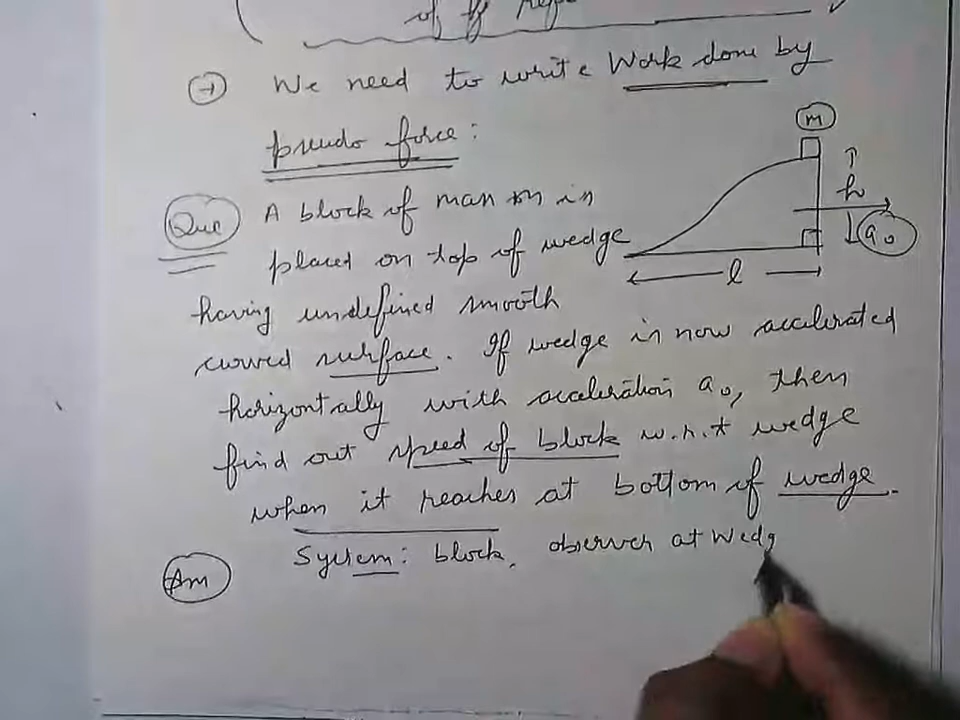 of
→ We need to write Work done by
pseudo force:
m
h
a₀
l
Que A block of mass m is
placed on top of wedge
having undefined smooth
curved surface. If wedge is now accelerated
horizontally with acceleration a₀, then
find out speed of block w.r.t wedge
when it reaches at bottom of wedge.
Ans System: block, observer at Wedg